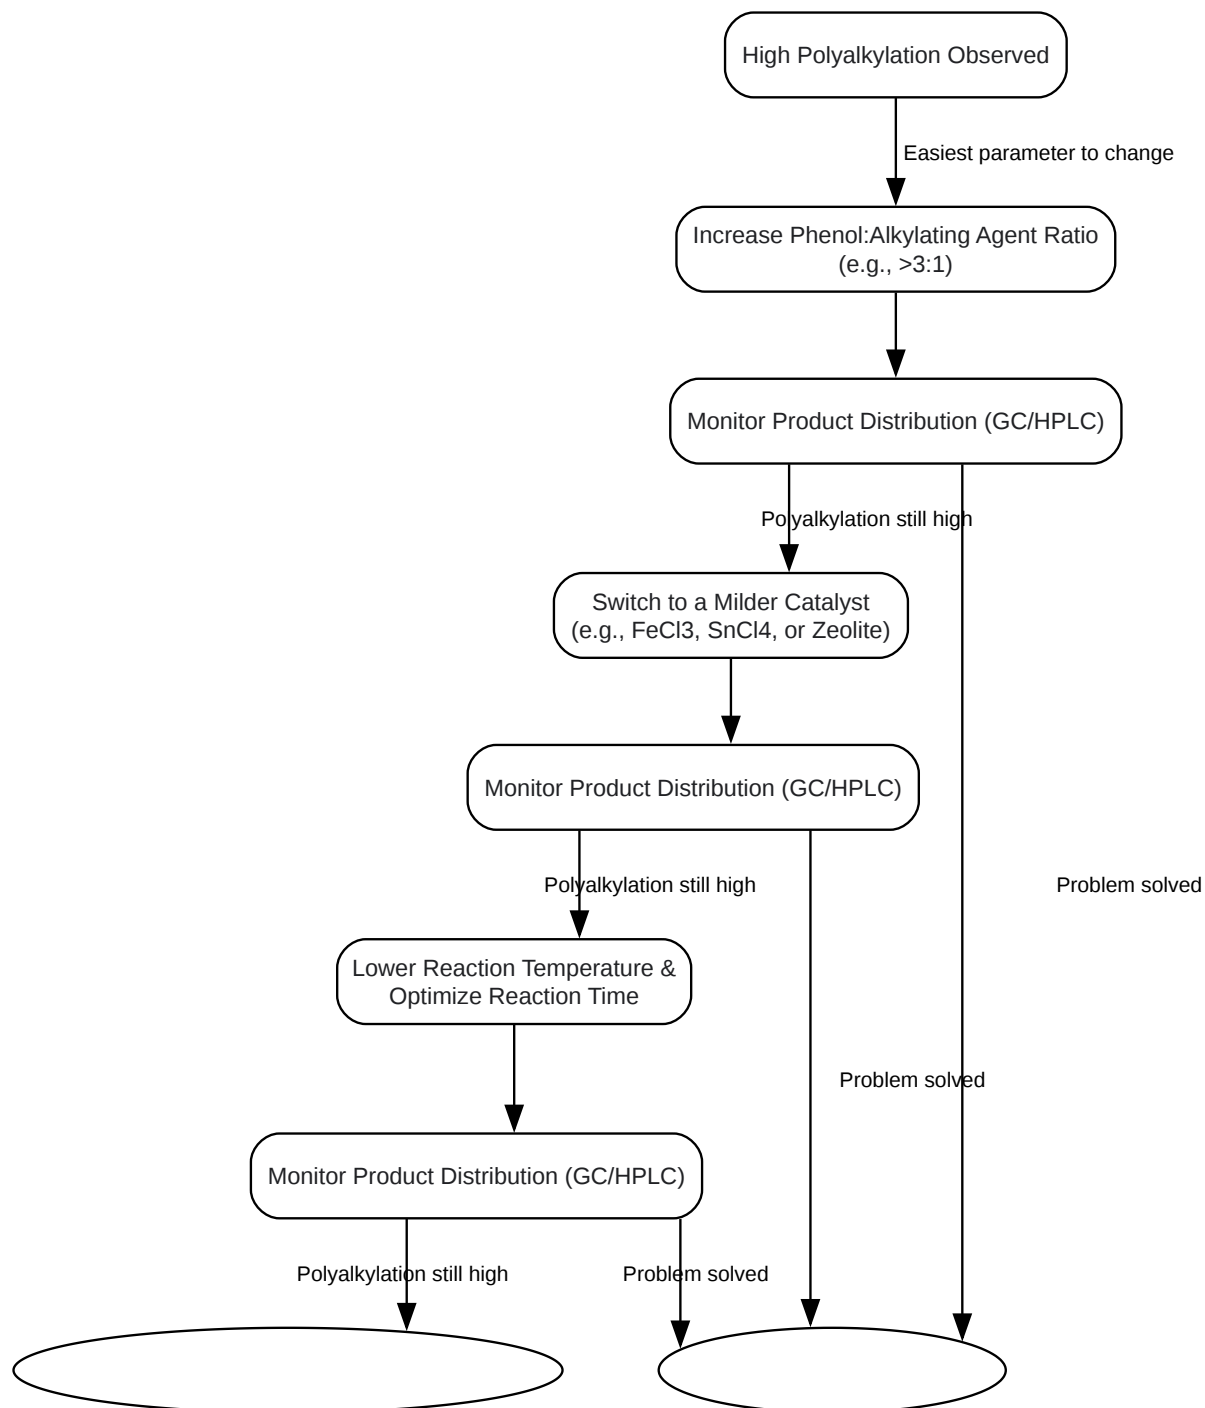 High Polyalkylation Observed
Easiest parameter to change
Increase Phenol:Alkylating Agent Ratio
(e.g., >3:1)
Monitor Product Distribution (GC/HPLC)
Polyalkylation still high
Switch to a Milder Catalyst
(e.g., FeCl3, SnCl4, or Zeolite)
Monitor Product Distribution (GC/HPLC)
Polyalkylation still high
Problem solved
Lower Reaction Temperature &
Optimize Reaction Time
Problem solved
Monitor Product Distribution (GC/HPLC)
Polyalkylation still high
Problem solved